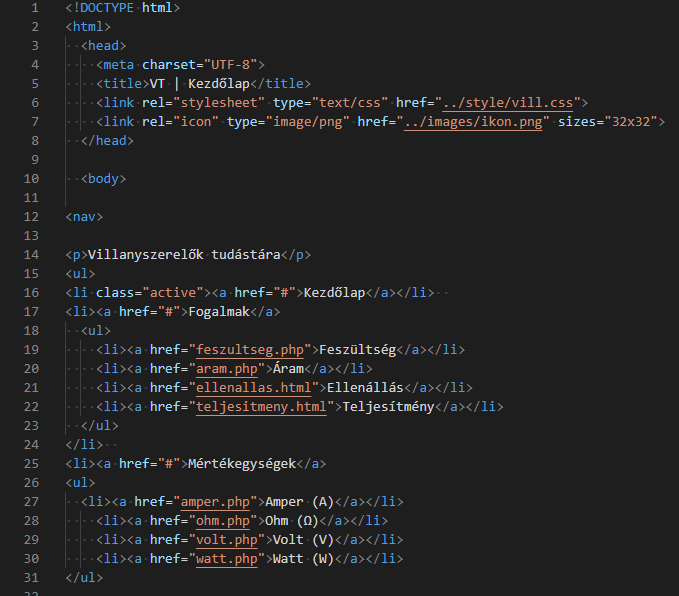 1 <!DOCTYPE html>
2 <html>
3 <head>
4 <meta charset="UTF-8">
5 <title>VT | Kezdőlap</title>
6 <link rel="stylesheet" type="text/css" href="../style/vill.css">
7 <link rel="icon" type="image/png" href="../images/ikon.png" sizes="32x32">
8 </head>
9
10 <body>
11
12 <nav>
13
14 <p>Villanyszerelők tudástára</p>
15 <ul>
16 <li class="active"><a href="#">Kezdőlap</a></li>
17 <li><a href="#">Fogalmak</a>
18 <ul>
19 <li><a href="feszultseg.php">Feszültség</a></li>
20 <li><a href="aram.php">Áram</a></li>
21 <li><a href="ellenallas.html">Ellenállás</a></li>
22 <li><a href="teljesitmeny.html">Teljesítmény</a></li>
23 </ul>
24 </li>
25 <li><a href="#">Mértékegységek</a>
26 <ul>
27 <li><a href="amper.php">Amper (A)</a></li>
28 <li><a href="ohm.php">Ohm (Ω)</a></li>
29 <li><a href="volt.php">Volt (V)</a></li>
30 <li><a href="watt.php">Watt (W)</a></li>
31 </ul>